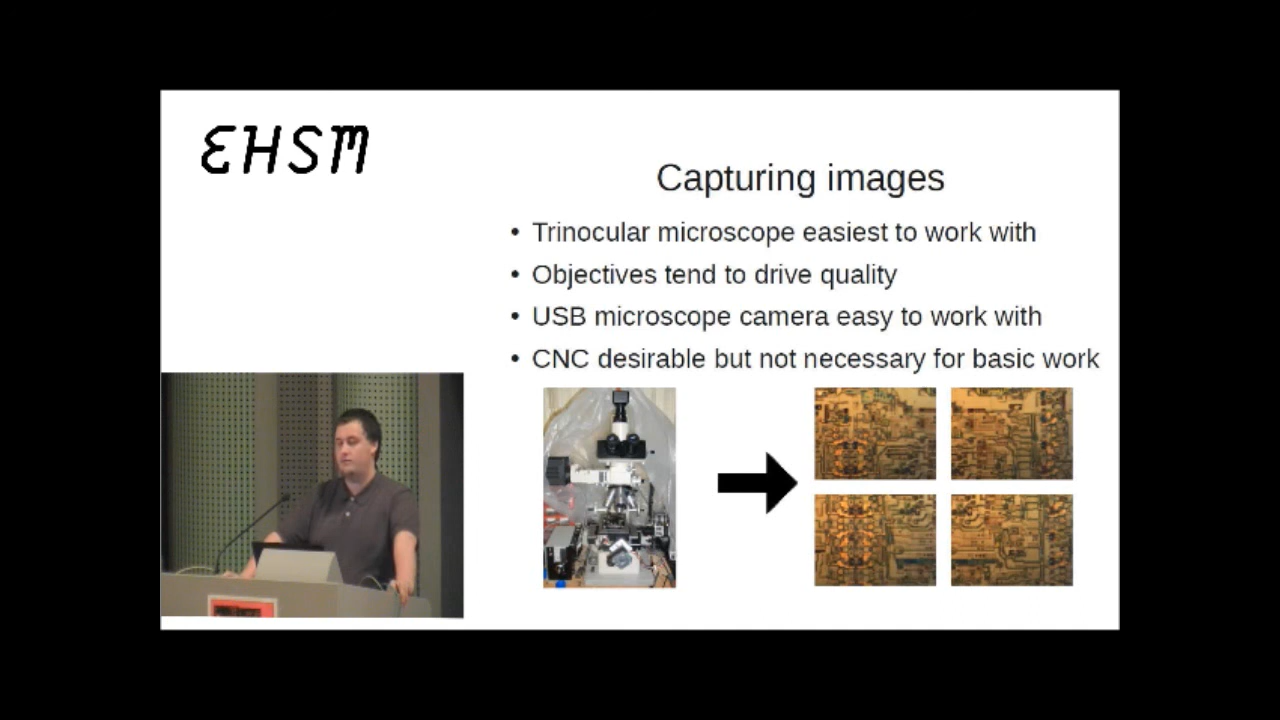 EHSM
Capturing images
• Trinocular microscope easiest to work with
• Objectives tend to drive quality
• USB microscope camera easy to work with
• CNC desirable but not necessary for basic work